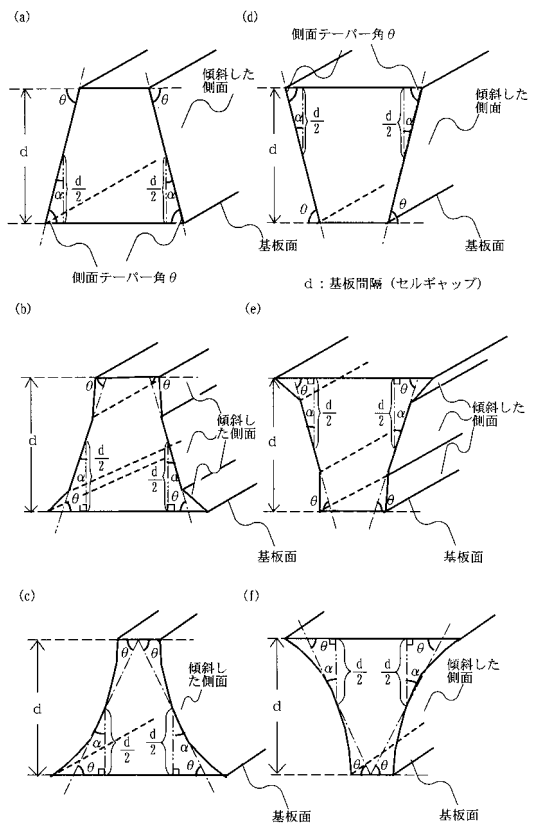 (a)
(d)
側面テーパー角θ
傾斜した
側面
傾斜した
側面
θ
θ
d
α
d/2
d/2
α
d
α
d/2
d/2
α
θ
θ
基板面
基板面
側面テーパー角θ
d:基板間隔(セルギャップ)
(b)
(e)
θ
θ
θ
θ
d
傾斜し
た側面
α
d/2
d/2
α
θ
θ
d
α
d/2
d/2
α
傾斜した
側面
θ
θ
基板面
基板面
(c)
(f)
θ
θ
θ
θ
d
傾斜し
た側面
α
d/2
d/2
α
θ
θ
d
α
d/2
d/2
α
傾斜した
側面
θ
θ
基板面
基板面